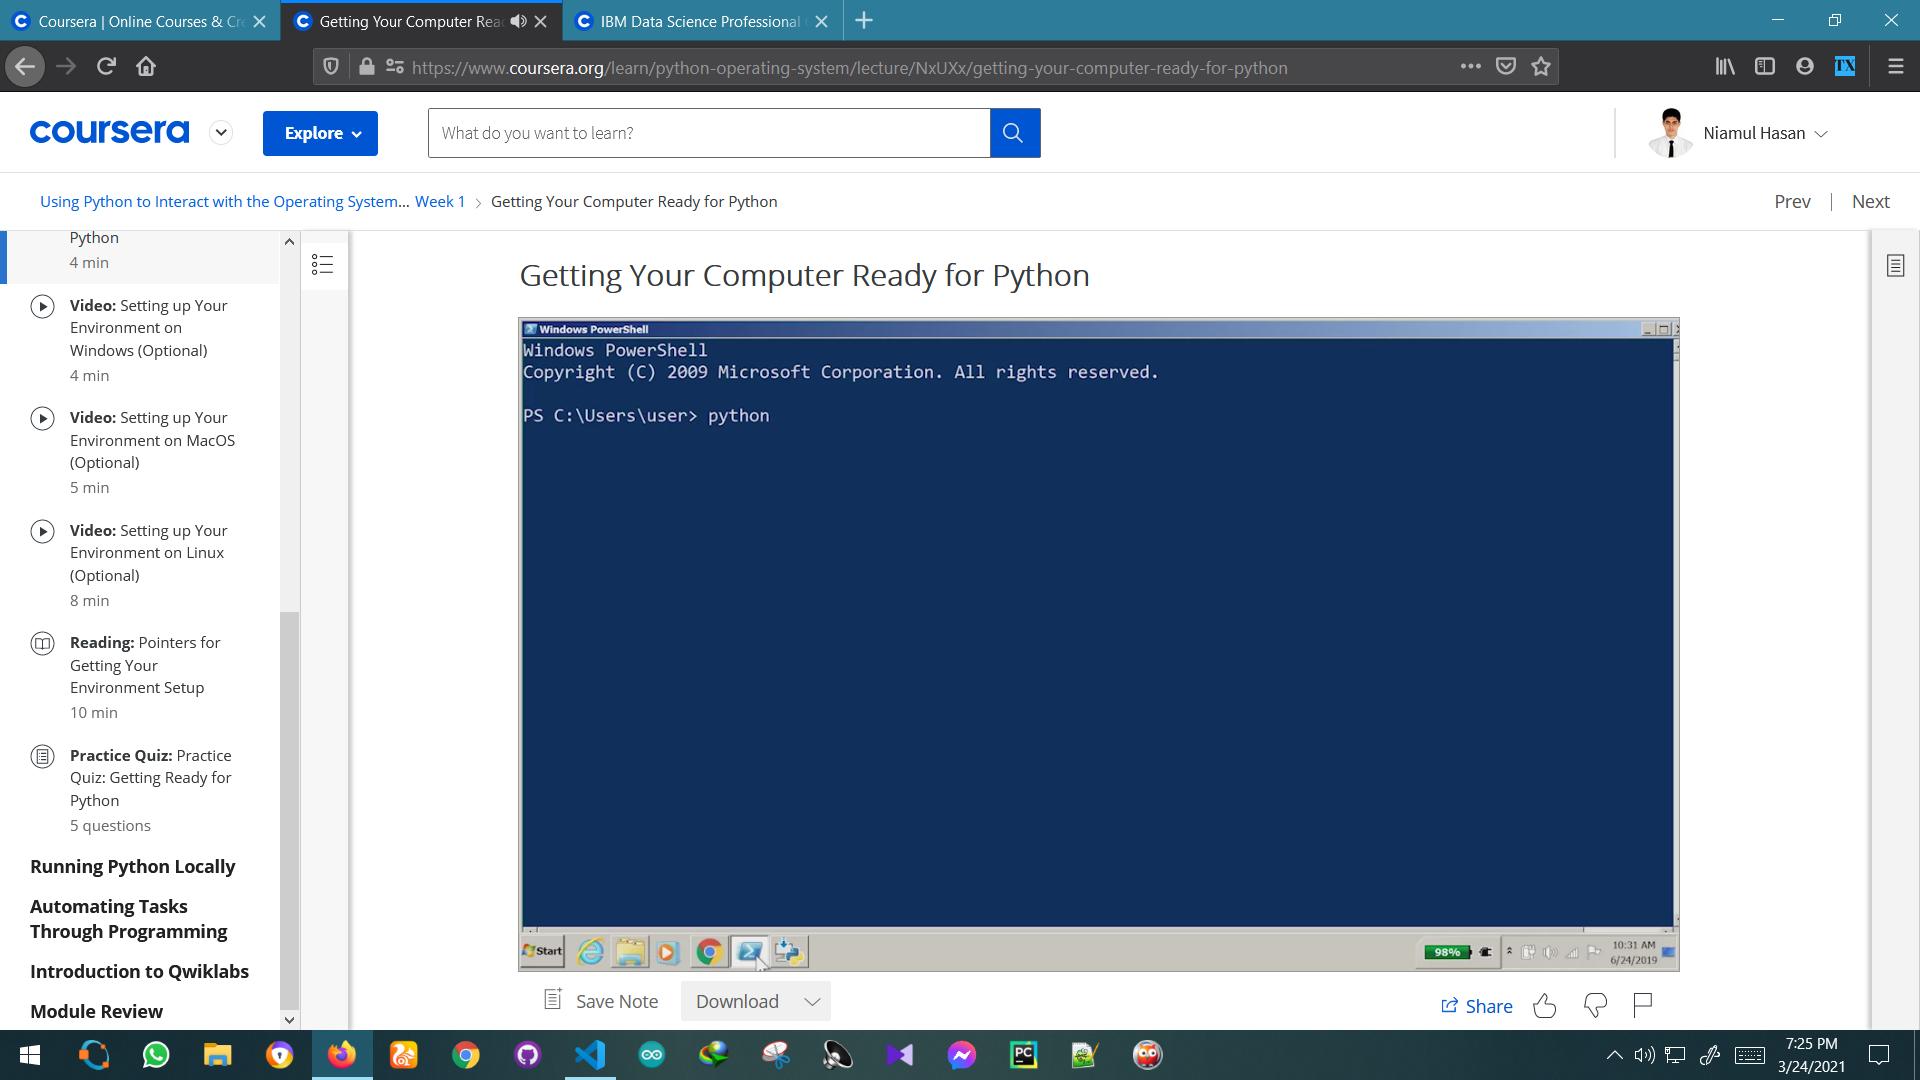 Coursera | Online Courses & Cre
Getting Your Computer Read
IBM Data Science Professional
https://www.coursera.org/learn/python-operating-system/lecture/NxUXx/getting-your-computer-ready-for-python
TX
coursera
Explore
What do you want to learn?
Niamul Hasan
Using Python to Interact with the Operating System... Week 1 > Getting Your Computer Ready for Python
Prev | Next
Python
4 min
Video: Setting up Your
Environment on
Windows (Optional)
4 min
Video: Setting up Your
Environment on MacOS
(Optional)
5 min
Video: Setting up Your
Environment on Linux
(Optional)
8 min
Reading: Pointers for
Getting Your
Environment Setup
10 min
Practice Quiz: Practice
Quiz: Getting Ready for
Python
5 questions
Running Python Locally
Automating Tasks
Through Programming
Introduction to Qwiklabs
Module Review
Getting Your Computer Ready for Python
Windows PowerShell
Windows PowerShell
Copyright (C) 2009 Microsoft Corporation. All rights reserved.
PS C:\Users\user> python
Start
98%
10:31 AM
6/24/2019
Save Note
Download
Share
PC
7:25 PM
3/24/2021